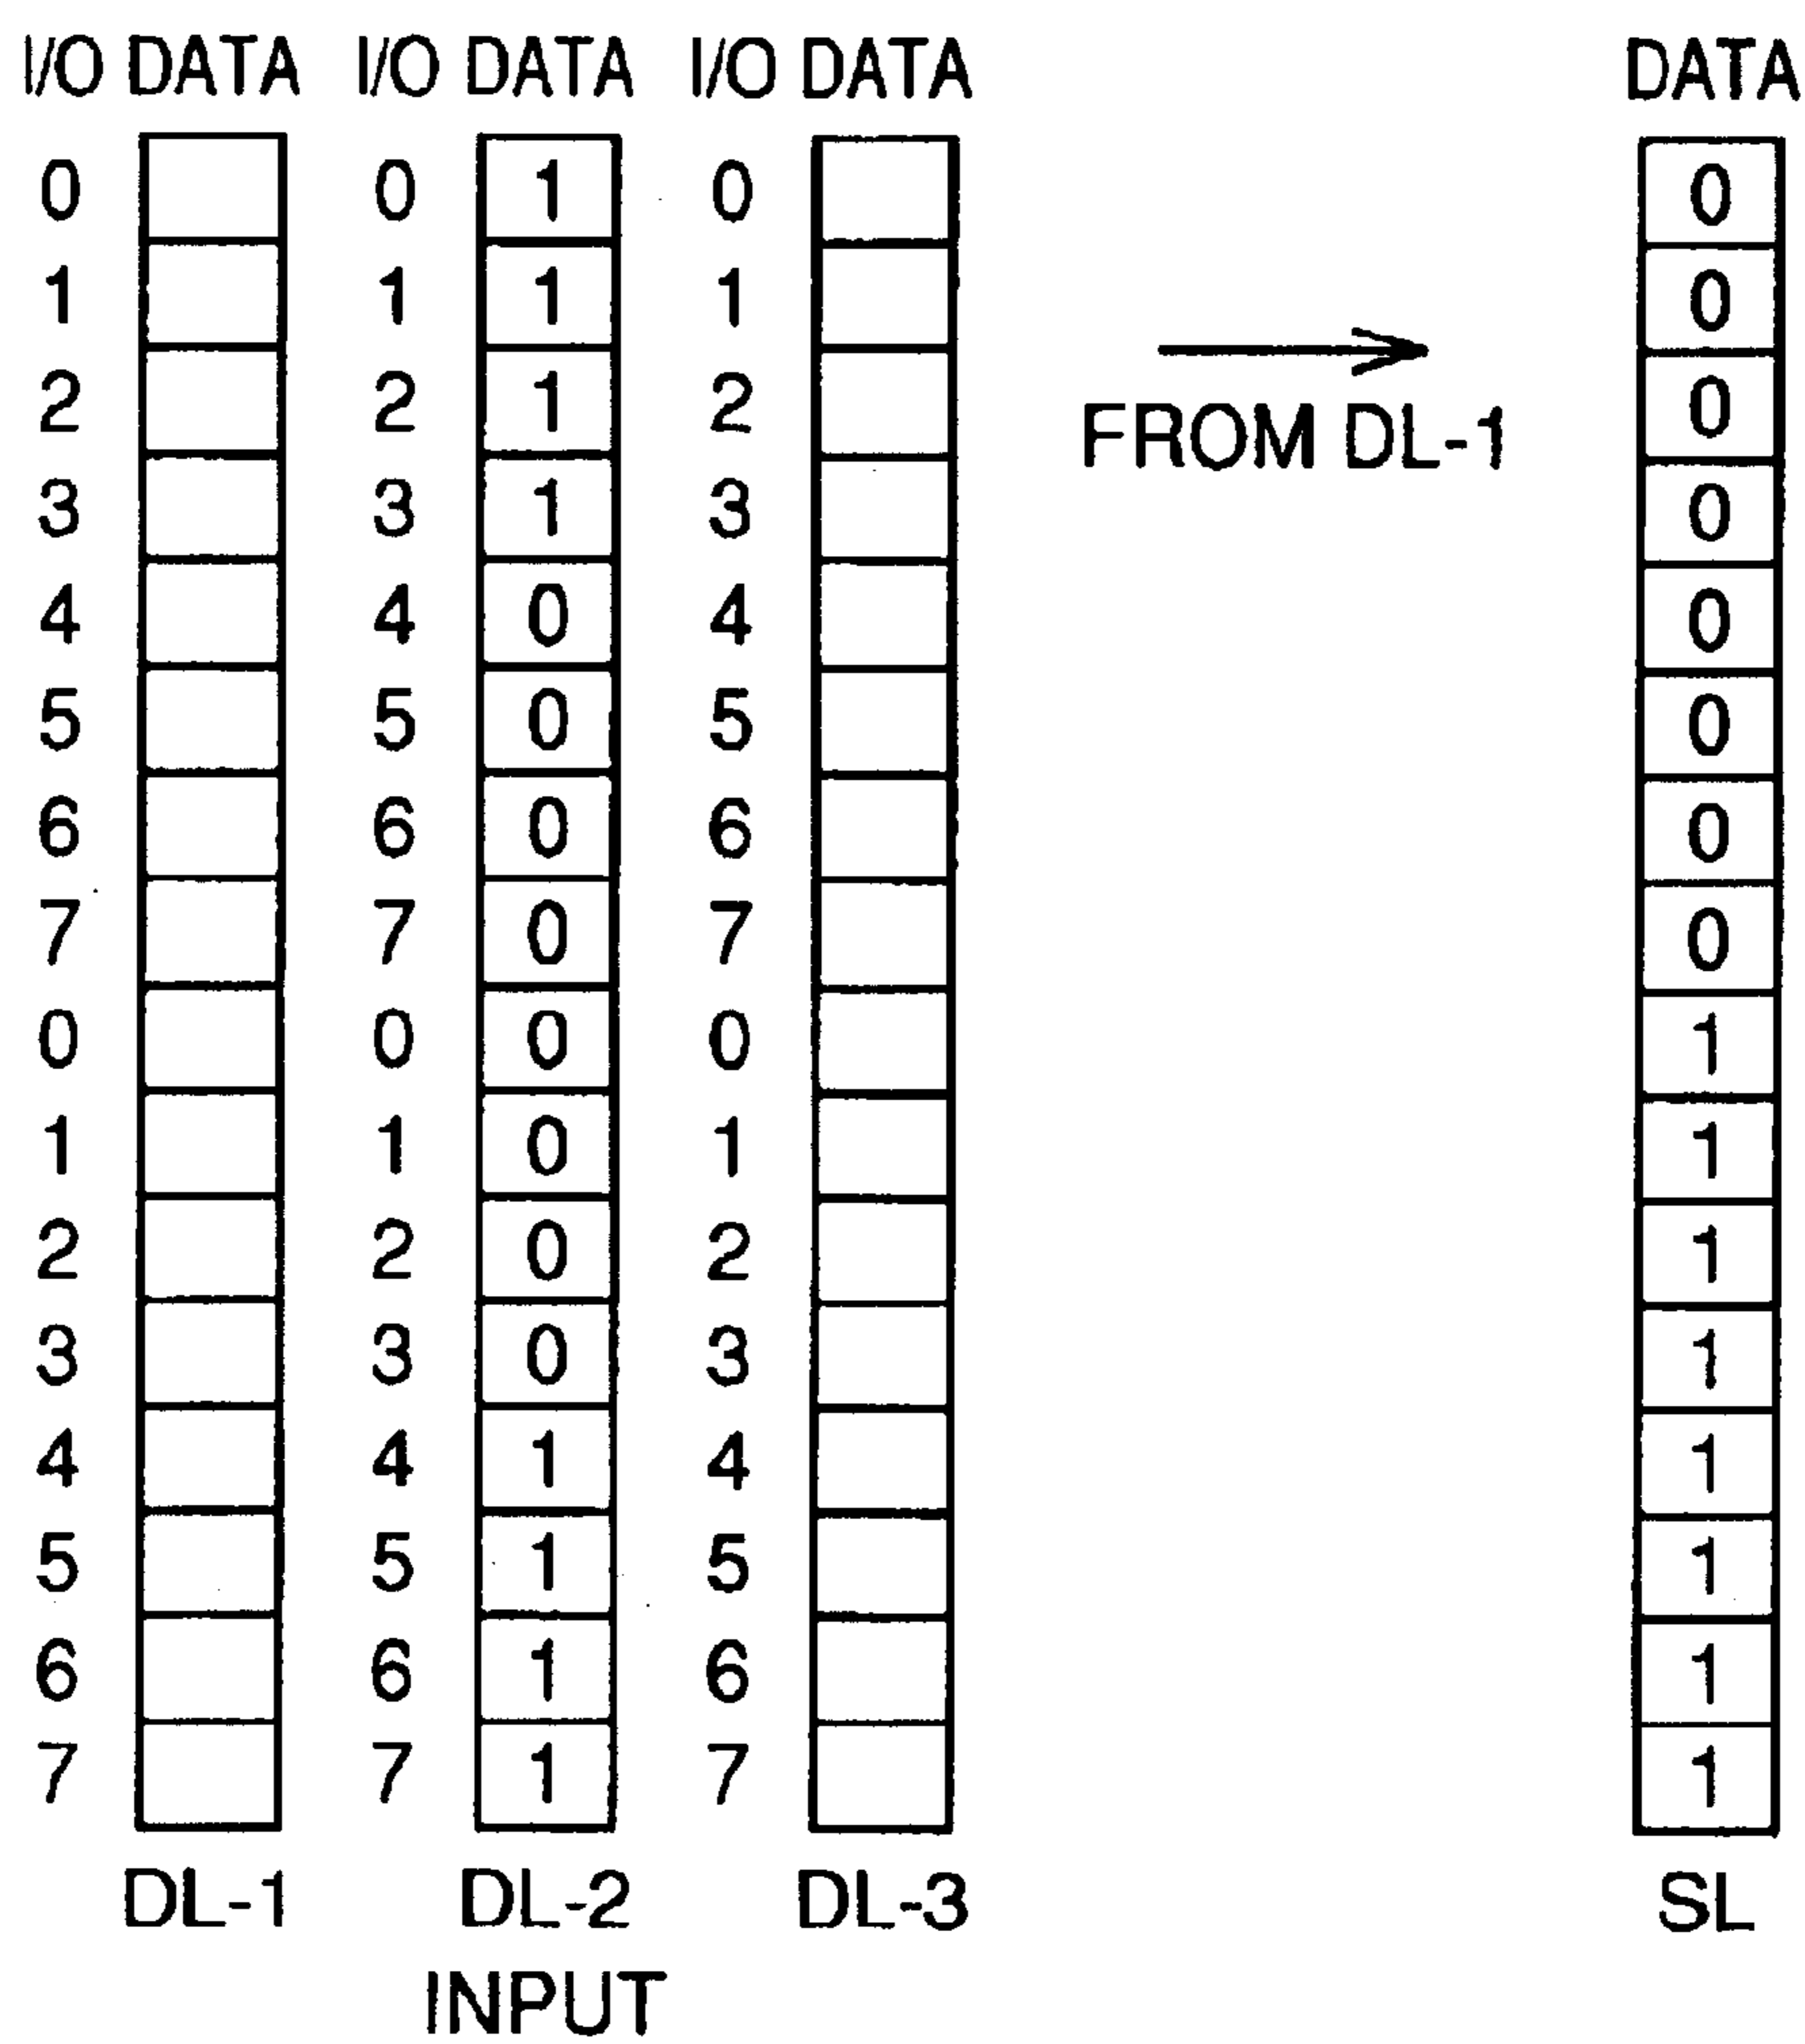 I/O DATA I/O DATA I/O DATA DATA
0 0 1 0 0
1 1 1 1 0
2 2 1 2 0
FROM DL-1
3 3 1 3 0
4 4 0 4 0
5 5 0 5 0
6 6 0 6 0
7 7 0 7 0
0 0 0 0 1
1 1 0 1 1
2 2 0 2 1
3 3 0 3 1
4 4 1 4 1
5 5 1 5 1
6 6 1 6 1
7 7 1 7 1
DL-1 DL-2 DL-3 SL
INPUT